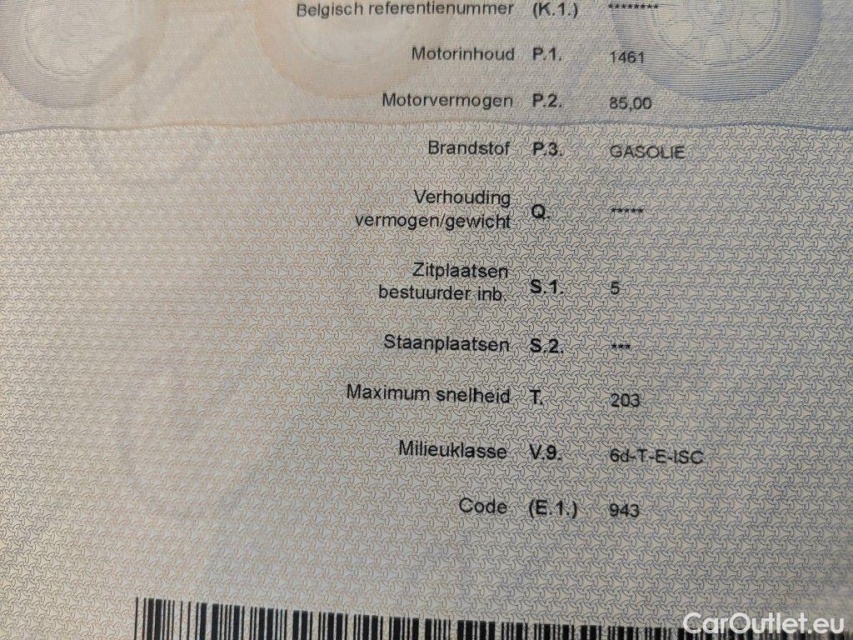 Belgisch referentienummer (K.1.) ********
Motorinhoud P.1. 1461
Motorvermogen P.2. 85,00
Brandstof P.3. GASOLIE
Verhouding
vermogen/gewicht Q. *****
Zitplaatsen
bestuurder inb. S.1. 5
Staanplaatsen S.2. ***
Maximum snelheid T. 203
Milieuklasse V.9. 6d-T-E-ISC
Code (E.1.) 943
CarOutlet.eu